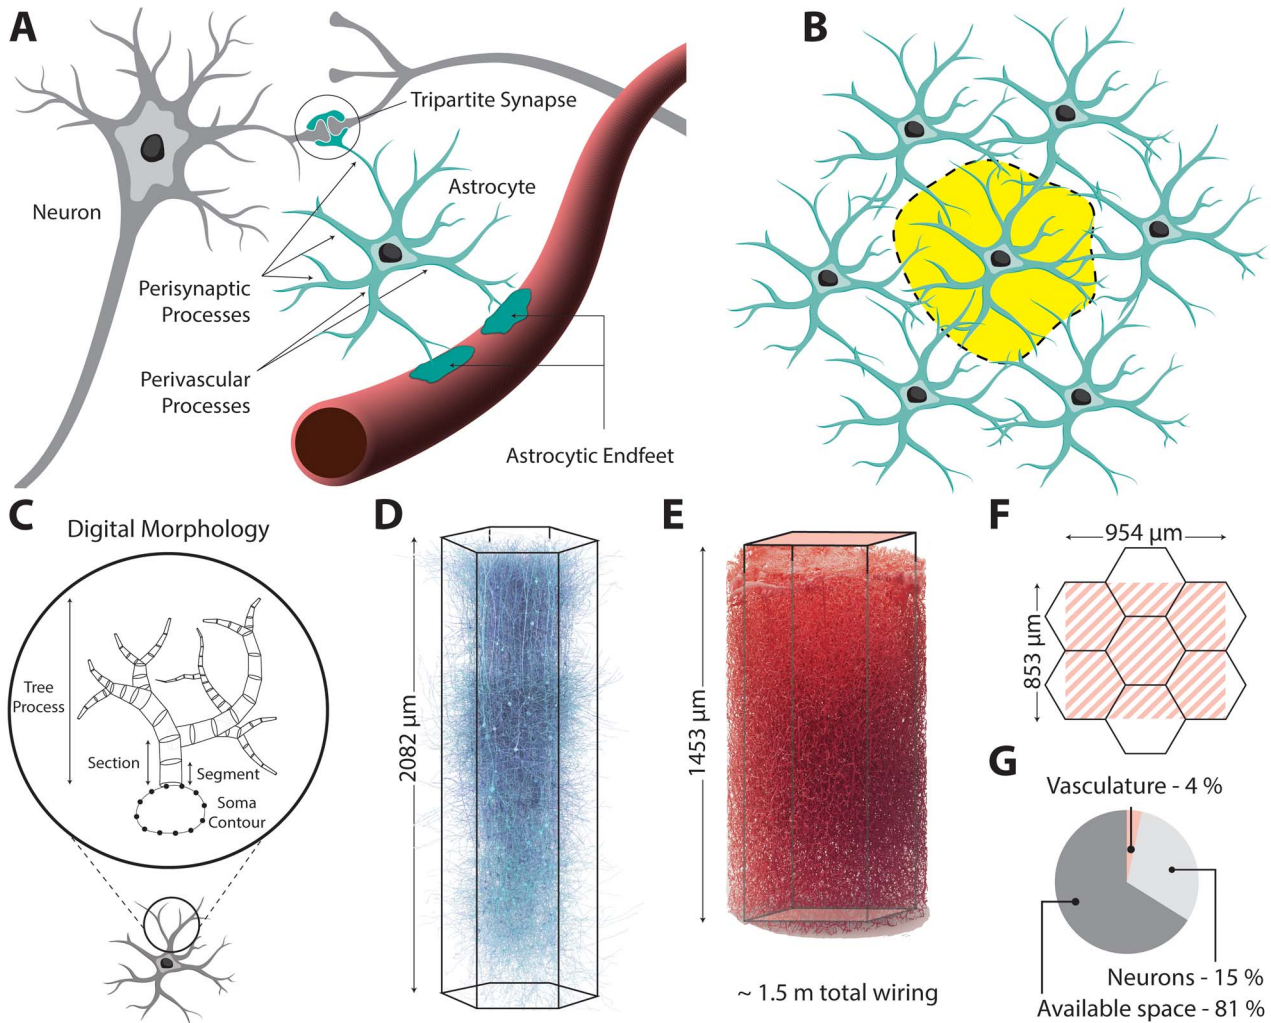 A
Tripartite Synapse
Astrocyte
Neuron
Perisynaptic
Processes
Perivascular
Processes
Astrocytic Endfeet
B
C
Digital Morphology
Tree
Process
Section
Segment
Soma
Contour
D
2082 µm
E
1453 µm
~ 1.5 m total wiring
F
954 µm
853 µm
G
Vasculature - 4 %
Neurons - 15 %
Available space - 81 %